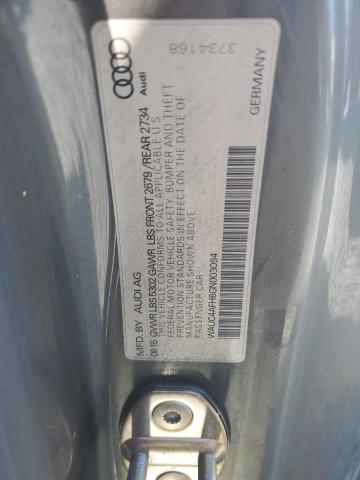 Audi
3734168
MFD. BY AUDI AG
GERMANY
09 15 GVWR LBS 5302 GAWR LBS FRONT 2679 / REAR 2734
THIS VEHICLE CONFORMS TO ALL APPLICABLE U S
FEDERAL MOTOR VEHICLE SAFETY, BUMPER AND THEFT
PREVENTION STANDARDS IN EFFECT ON THE DATE OF
MANUFACTURE SHOWN ABOVE
PASSENGER CAR
WAUC4AFH6GN003094